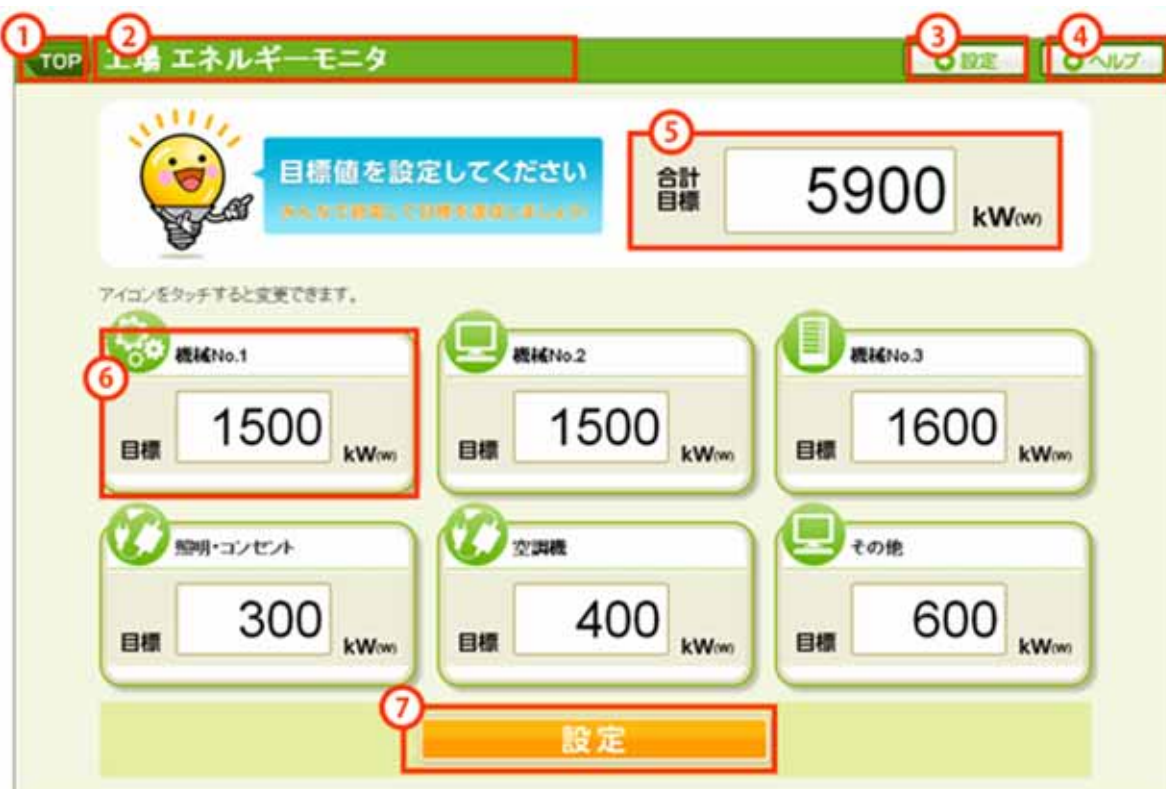 ① ② ③ ④
TOP 工場 エネルギーモニタ 設定 ヘルプ
目標値を設定してください
⑤
合計
目標
5900 kW(W)
アイコンをタッチすると変更できます。
⑥
機械No.1
目標 1500 kW(W)
機械No.2
目標 1500 kW(W)
機械No.3
目標 1600 kW(W)
照明・コンセント
目標 300 kW(W)
空調機
目標 400 kW(W)
その他
目標 600 kW(W)
⑦
設定